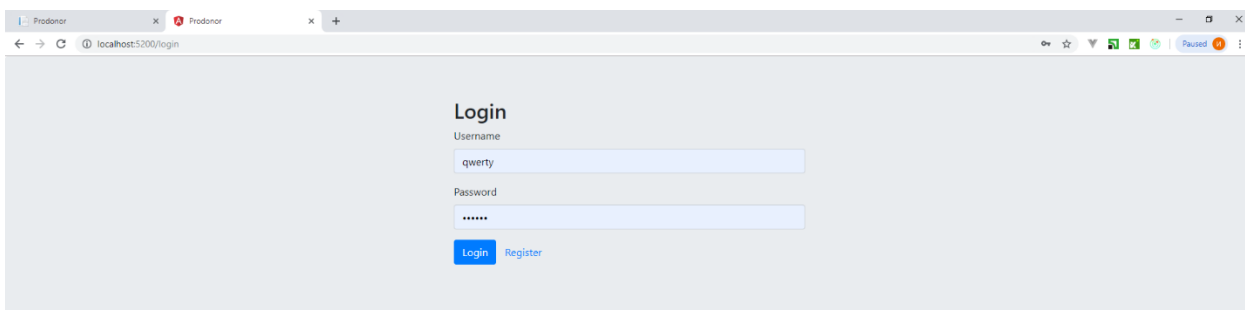 Prodonor Prodonor
localhost:5200/login Paused И
Login
Username
qwerty
Password
••••••
Login Register